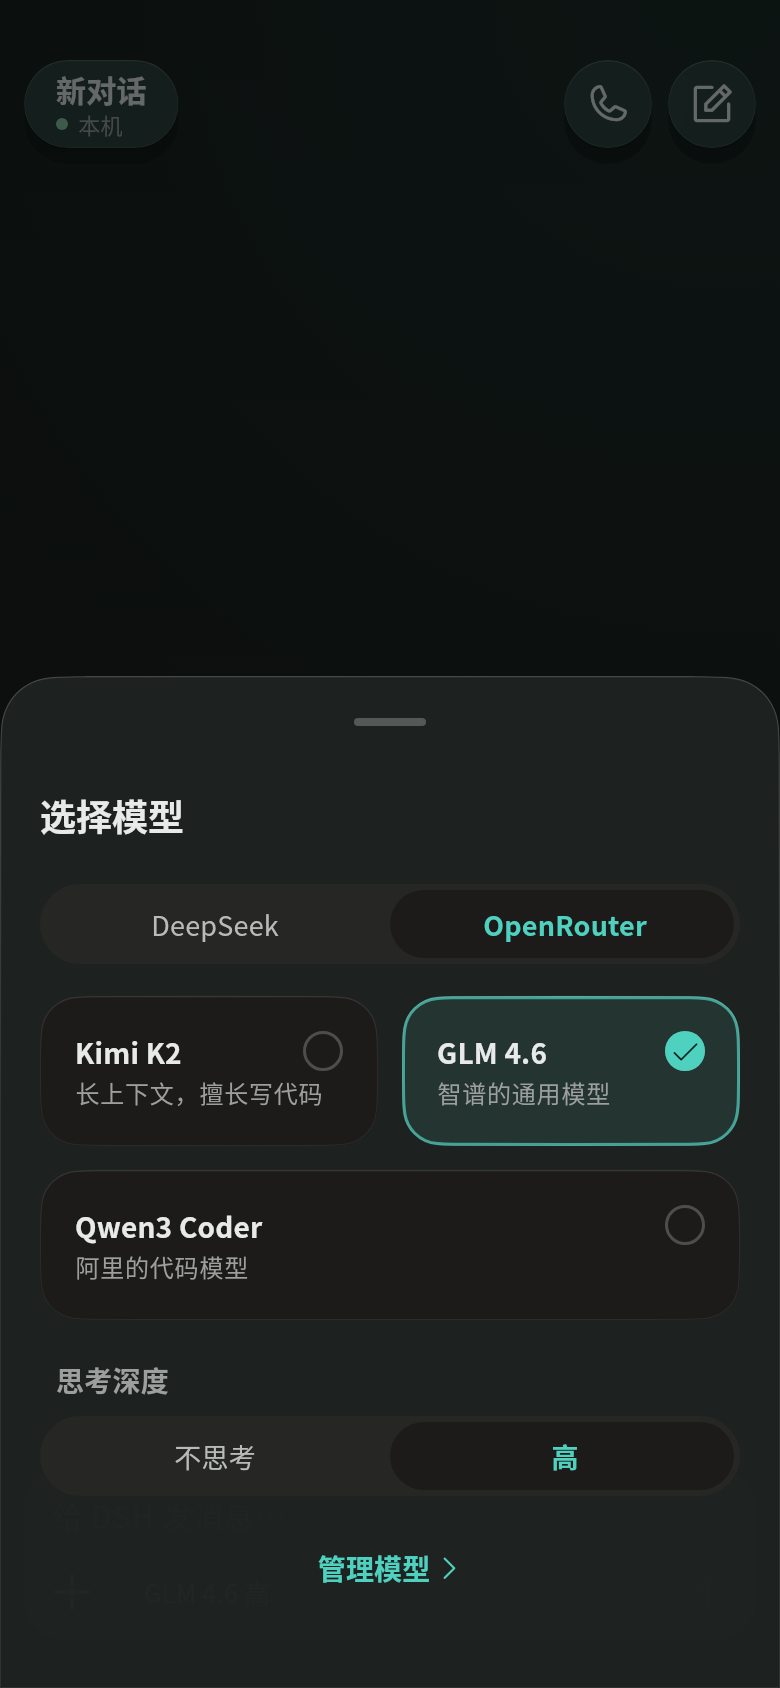 新对话
本机
选择模型
DeepSeek
OpenRouter
Kimi K2
长上下文，擅长写代码
GLM 4.6
智谱的通用模型
Qwen3 Coder
阿里的代码模型
思考深度
不思考
高
管理模型